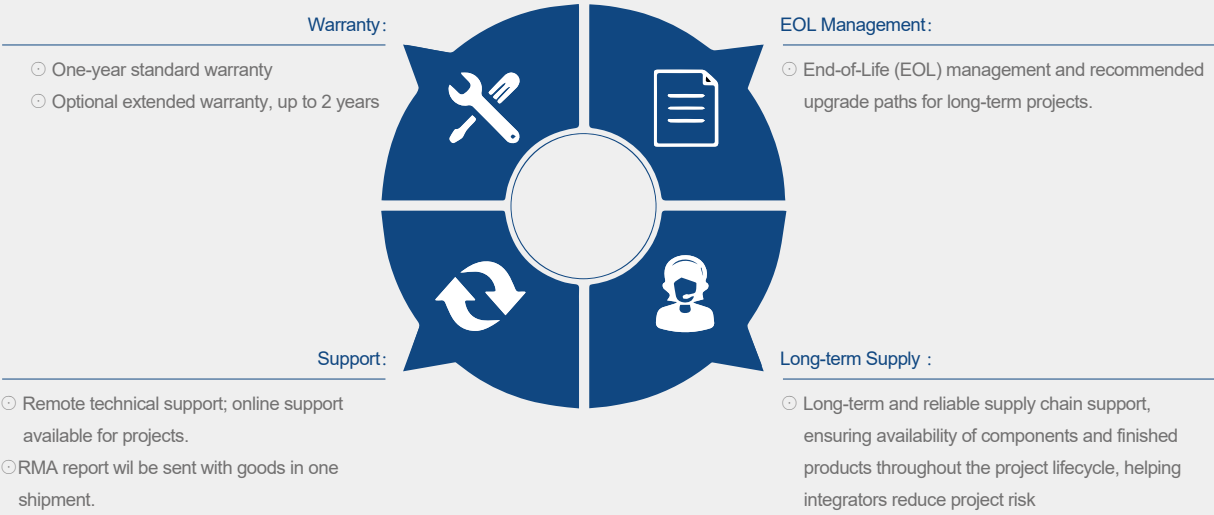 Warranty:
⊙ One-year standard warranty
⊙ Optional extended warranty, up to 2 years
EOL Management:
⊙ End-of-Life (EOL) management and recommended
upgrade paths for long-term projects.
Support:
⊙ Remote technical support; online support
available for projects.
⊙RMA report wil be sent with goods in one
shipment.
Long-term Supply :
⊙ Long-term and reliable supply chain support,
ensuring availability of components and finished
products throughout the project lifecycle, helping
integrators reduce project risk